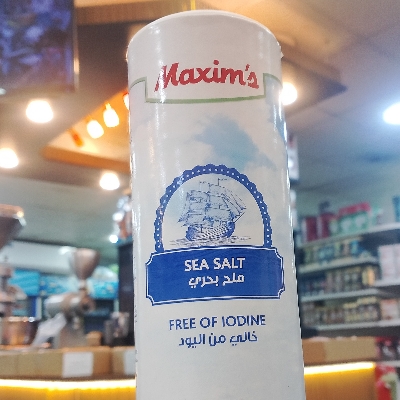 Maxim's
SEA SALT
ملح بحري
FREE OF IODINE
خالي من اليود